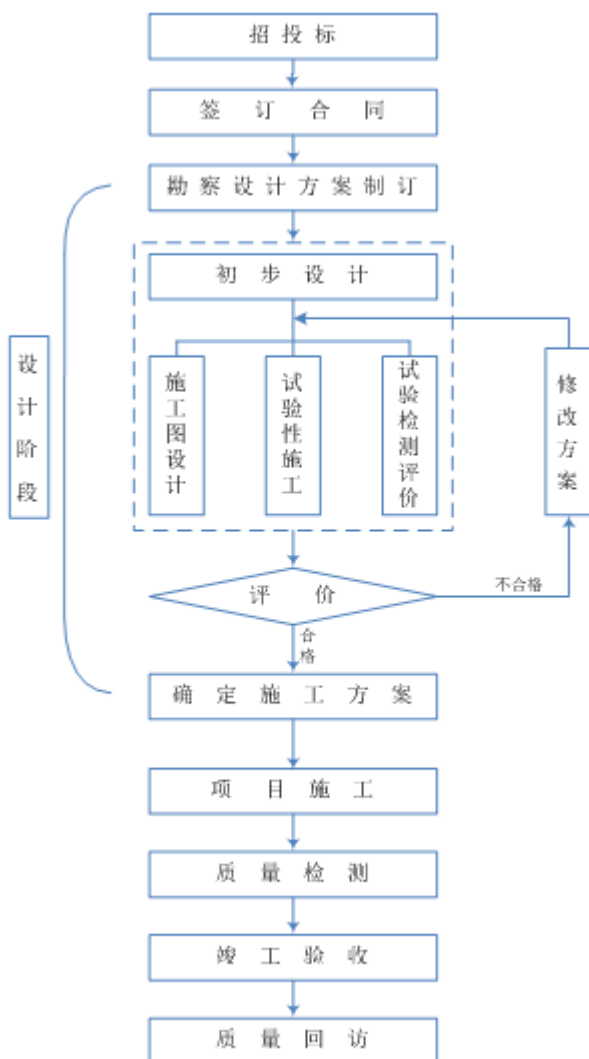 招投标
签订合同
勘察设计方案制订
初步设计
设计阶段
施工图设计
试验性施工
试验检测评价
修改方案
评价
不合格
合格
确定施工方案
项目施工
质量检测
竣工验收
质量回访